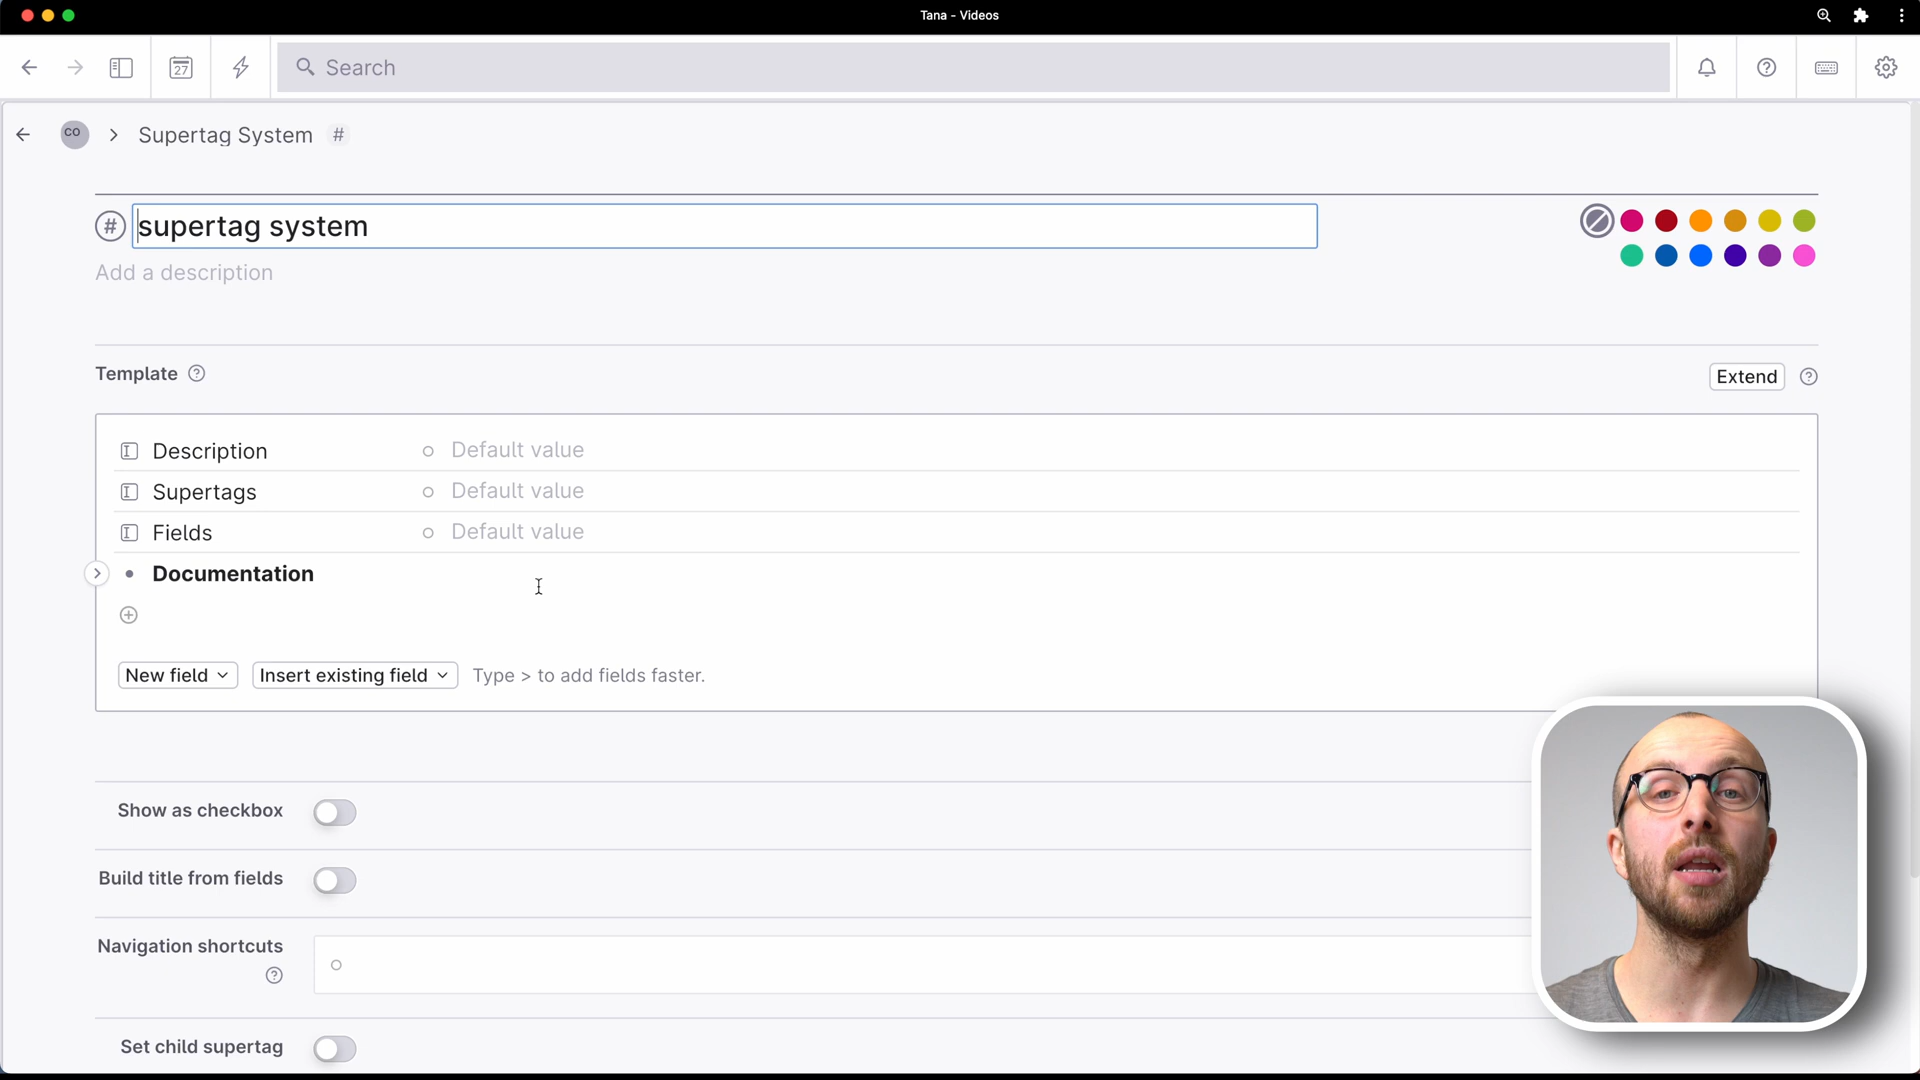 Tana - Videos
27
Search
CO
Supertag System #
# supertag system
Add a description
Template ?
Extend ?
Description
Default value
Supertags
Default value
Fields
Default value
Documentation
New field
Insert existing field
Type > to add fields faster.
Show as checkbox
Build title from fields
Navigation shortcuts
?
Set child supertag